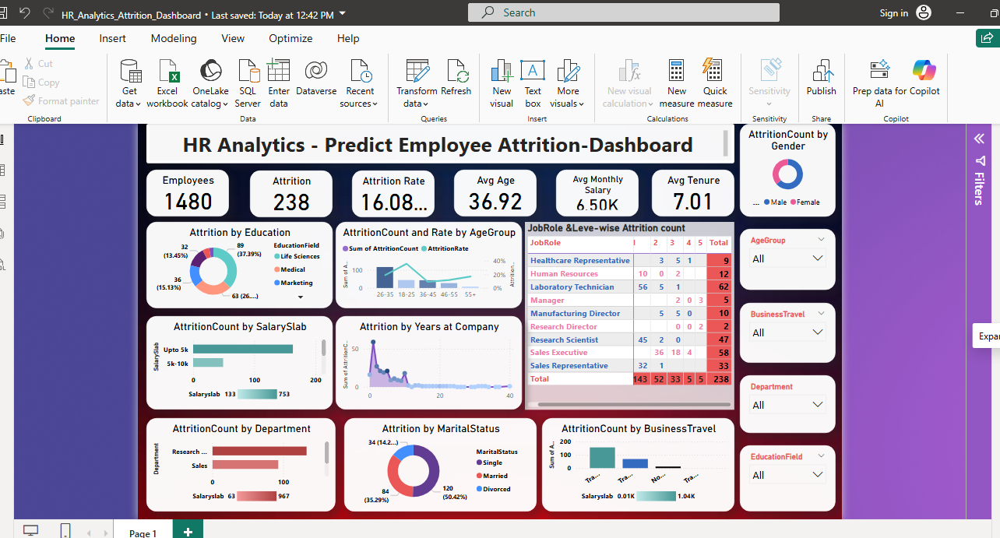 HR_Analytics_Attrition_Dashboard • Last saved: Today at 12:42 PM
Search
Sign in
File
Home
Insert
Modeling
View
Optimize
Help
aste
Cut
Copy
Format painter
Clipboard
Get data
Excel workbook
OneLake catalog
SQL Server
Enter data
Dataverse
Recent sources
Data
Transform data
Refresh
Queries
New visual
Text box
More visuals
Insert
New visual calculation
New measure
Quick measure
Calculations
Sensitivity
Sensitivity
Publish
Share
Prep data for AI
Copilot
Copilot
HR Analytics - Predict Employee Attrition-Dashboard
Employees
1480
Attrition
238
Attrition Rate
16.08...
Avg Age
36.92
Avg Monthly Salary
6.50K
Avg Tenure
7.01
AttritionCount by Gender
... Male Female
Attrition by Education
32 (13.45%)
89 (37.39%)
36 (15.13%)
63 (26....)
EducationField
Life Sciences
Medical
Marketing
AttritionCount and Rate by AgeGroup
Sum of AttritionCount AttritionRate
Sum of A..
100
0
40%
20%
0%
Attrition..
26-35 18-25 36-45 46-55 55+
JobRole &Leve-wise Attrition count
JobRole 1 2 3 4 5 Total
Healthcare Representative 3 5 1 9
Human Resources 10 0 2 12
Laboratory Technician 56 5 1 62
Manager 2 0 3 5
Manufacturing Director 5 5 0 10
Research Director 0 0 2 2
Research Scientist 45 2 0 47
Sales Executive 36 18 4 58
Sales Representative 32 1 33
Total 143 52 33 5 5 238
AttritionCount by SalarySlab
SalarySlab
Upto 5k
5k-10k
0 100 200
Salaryslab 133 753
Attrition by Years at Company
Sum of AttritionC..
50
0
0 20 40
AttritionCount by Department
Department
Research ...
Sales
0 100
Salaryslab 63 967
Attrition by MaritalStatus
34 (14.2...)
84 (35.29%)
120 (50.42%)
MaritalStatus
Single
Married
Divorced
AttritionCount by BusinessTravel
Sum of A..
200
100
0
Tra... Tra... No... Tra...
Salaryslab 0.01K 1.04K
AgeGroup
All
BusinessTravel
All
Department
All
EducationField
All
Filters
Expa
Page 1